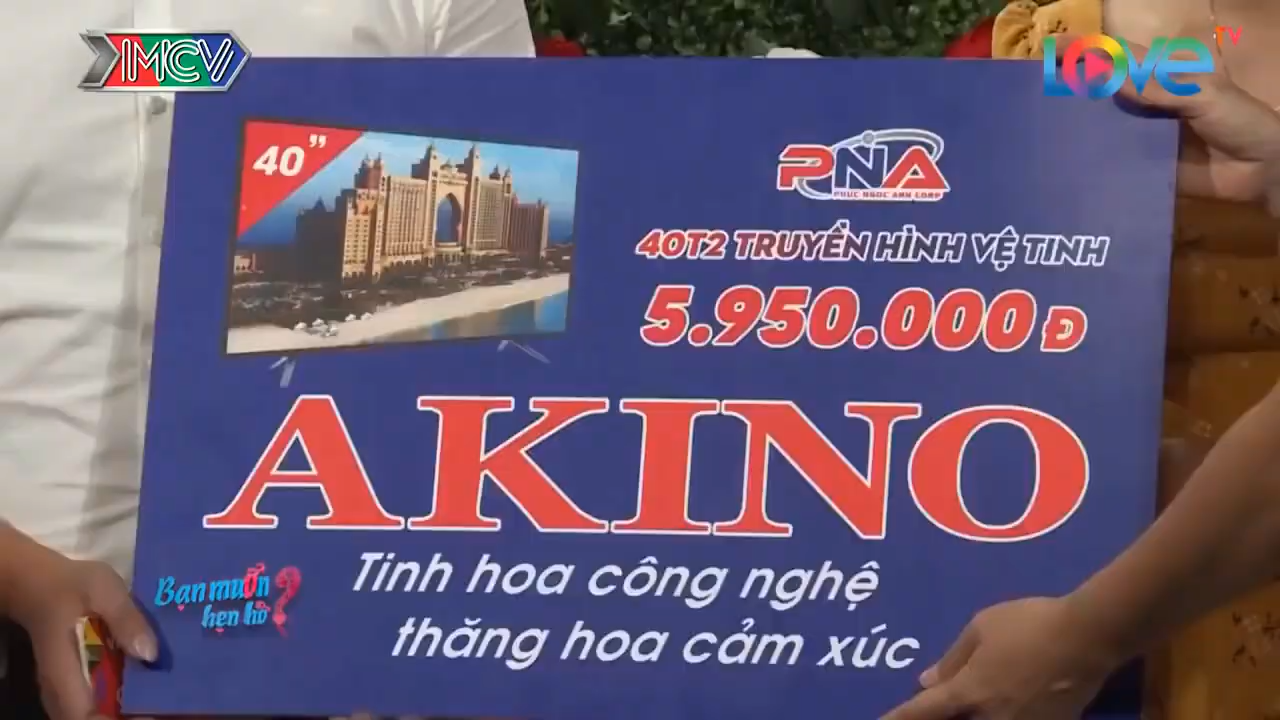 MCV
LOVE TV
40”
PNA
PHUC NGOC ANH CORP
40T2 TRUYỀN HÌNH VỆ TINH
5.950.000 Đ
AKINO
Tinh hoa công nghệ
thăng hoa cảm xúc
Bạn muốn
hẹn hò?